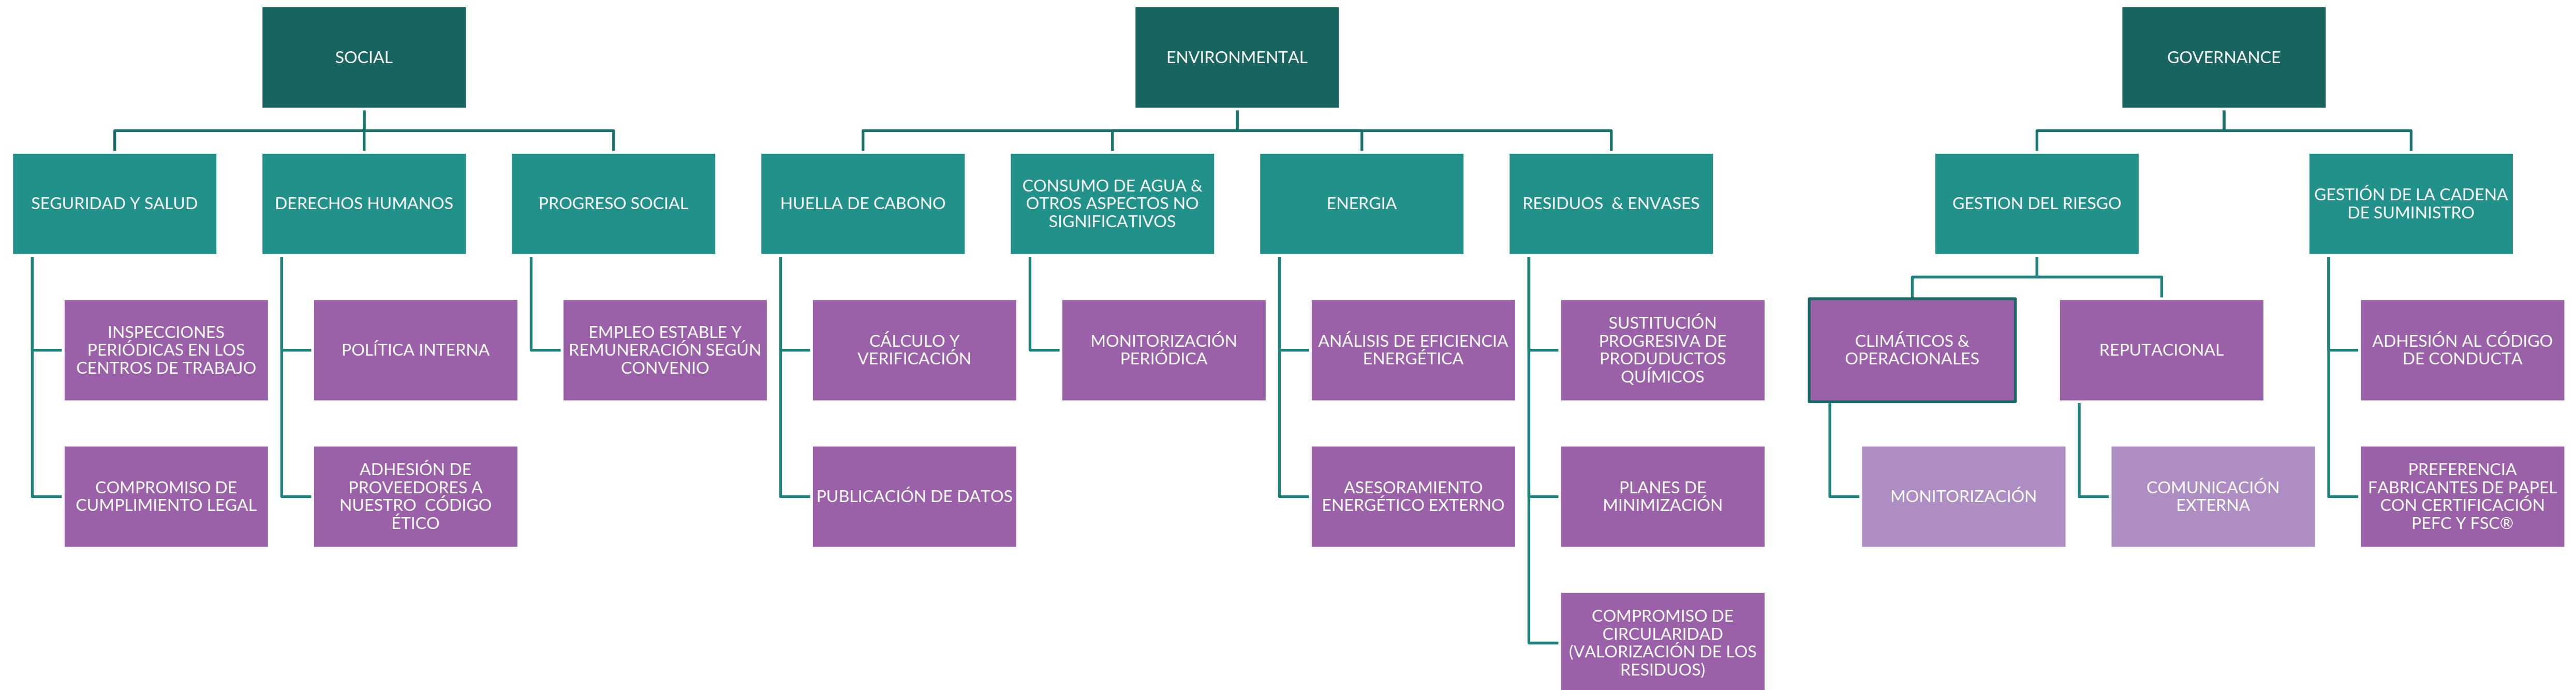 SOCIAL
ENVIRONMENTAL
GOVERNANCE
SEGURIDAD Y SALUD
DERECHOS HUMANOS
PROGRESO SOCIAL
HUELLA DE CABONO
CONSUMO DE AGUA &
OTROS ASPECTOS NO
SIGNIFICATIVOS
ENERGIA
RESIDUOS & ENVASES
GESTION DEL RIESGO
GESTIÓN DE LA CADENA
DE SUMINISTRO
INSPECCIONES
PERIÓDICAS EN LOS
CENTROS DE TRABAJO
POLÍTICA INTERNA
EMPLEO ESTABLE Y
REMUNERACIÓN SEGÚN
CONVENIO
CÁLCULO Y
VERIFICACIÓN
MONITORIZACIÓN
PERIÓDICA
ANÁLISIS DE EFICIENCIA
ENERGÉTICA
SUSTITUCIÓN
PROGRESIVA DE
PRODUDUCTOS
QUÍMICOS
CLIMÁTICOS &
OPERACIONALES
REPUTACIONAL
ADHESIÓN AL CÓDIGO
DE CONDUCTA
COMPROMISO DE
CUMPLIMIENTO LEGAL
ADHESIÓN DE
PROVEEDORES A
NUESTRO CÓDIGO
ÉTICO
PUBLICACIÓN DE DATOS
ASESORAMIENTO
ENERGÉTICO EXTERNO
PLANES DE
MINIMIZACIÓN
MONITORIZACIÓN
COMUNICACIÓN
EXTERNA
PREFERENCIA
FABRICANTES DE PAPEL
CON CERTIFICACIÓN
PEFC Y FSC®
COMPROMISO DE
CIRCULARIDAD
(VALORIZACIÓN DE LOS
RESIDUOS)